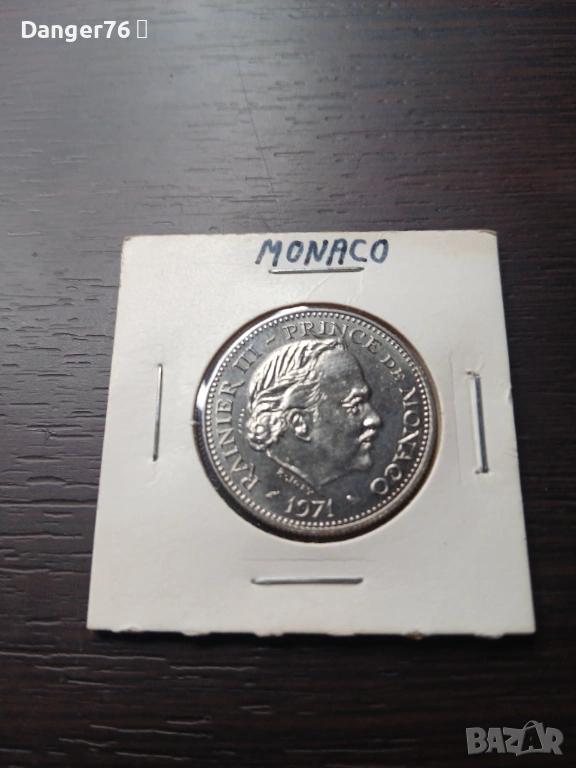 Danger76
MONACO
RAINIER III - PRINCE DE MONACO
1971
BAZAR